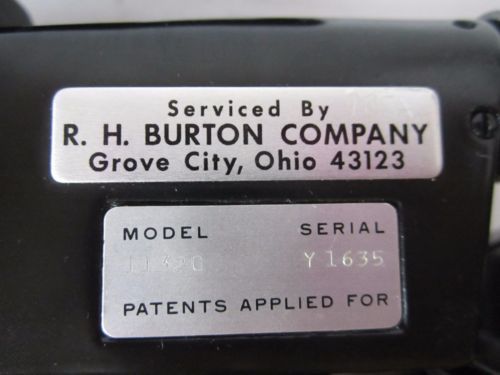 Serviced By
R. H. BURTON COMPANY
Grove City, Ohio 43123
MODEL SERIAL
Y 1635
PATENTS APPLIED FOR